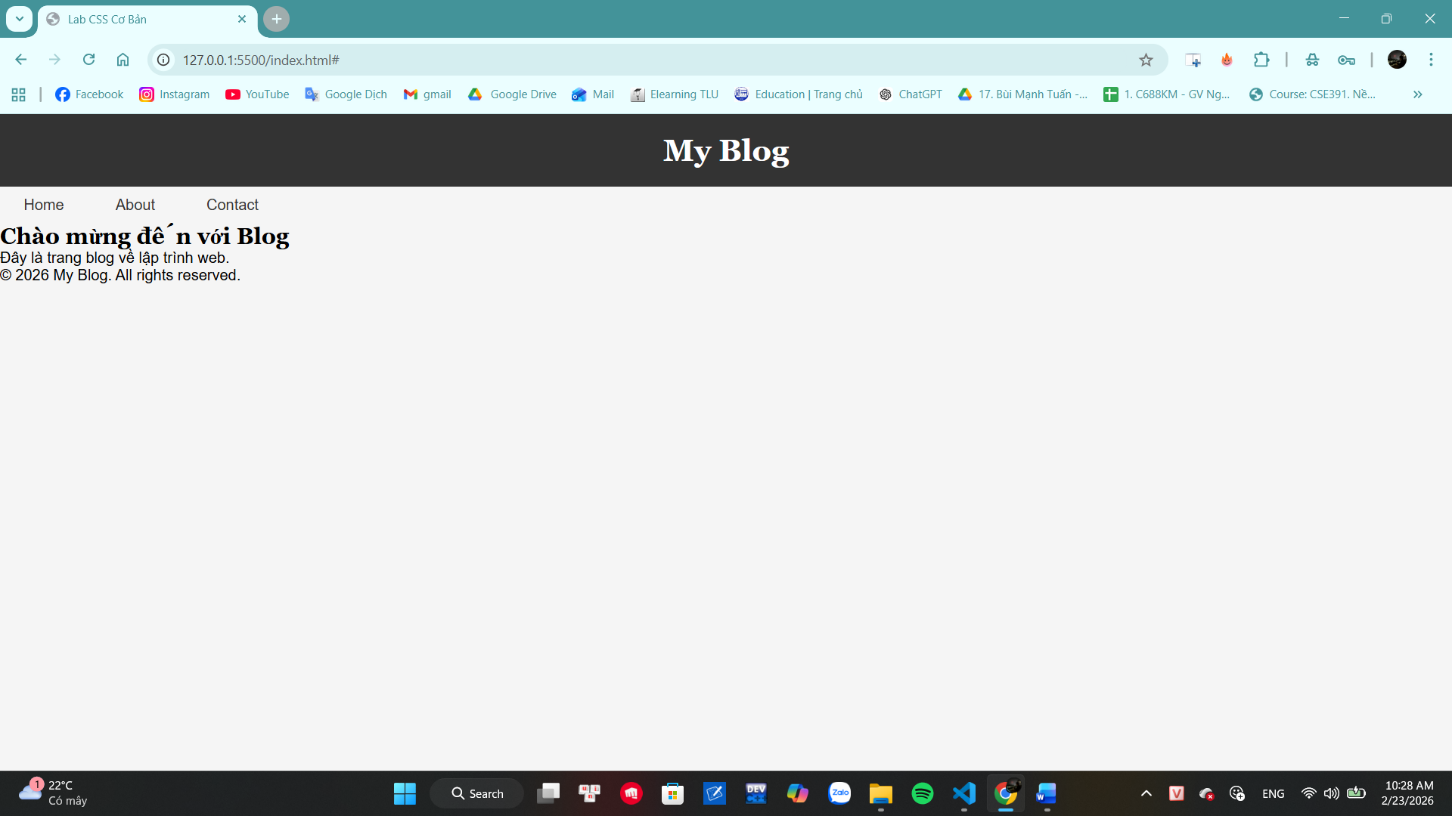 Lab CSS Cơ Bản
127.0.0.1:5500/index.html#
Facebook Instagram YouTube Google Dịch gmail Google Drive Mail Elearning TLU Education | Trang chủ ChatGPT 17. Bùi Mạnh Tuấn -... 1. C688KM - GV Ng... Course: CSE391. Nề...
My Blog
Home About Contact
Chào mừng đến với Blog
Đây là trang blog về lập trình web.
© 2026 My Blog. All rights reserved.
1 22°C Search DEV Zalo W V ENG 10:28 AM
Có mây 2/23/2026